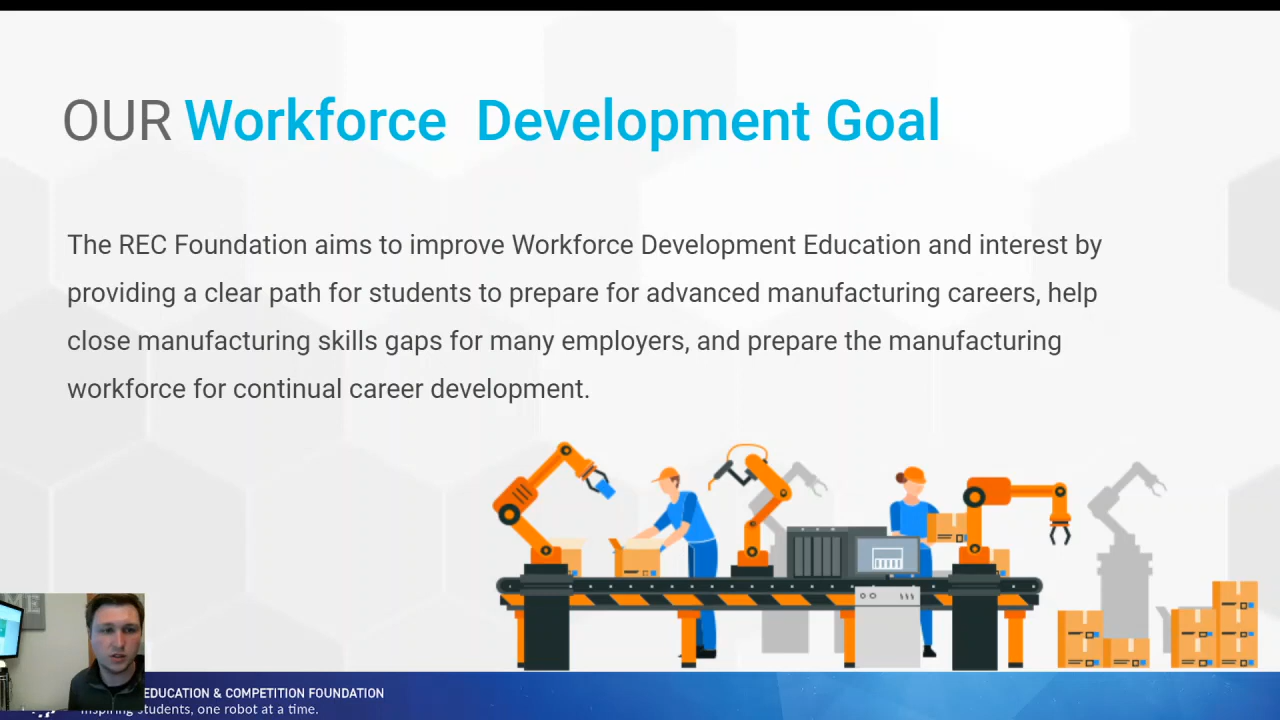 OUR Workforce  Development Goal
The REC Foundation aims to improve Workforce Development Education and interest by
providing a clear path for students to prepare for advanced manufacturing careers, help
close manufacturing skills gaps for many employers, and prepare the manufacturing
workforce for continual career development.
EDUCATION & COMPETITION FOUNDATION
students, one robot at a time.